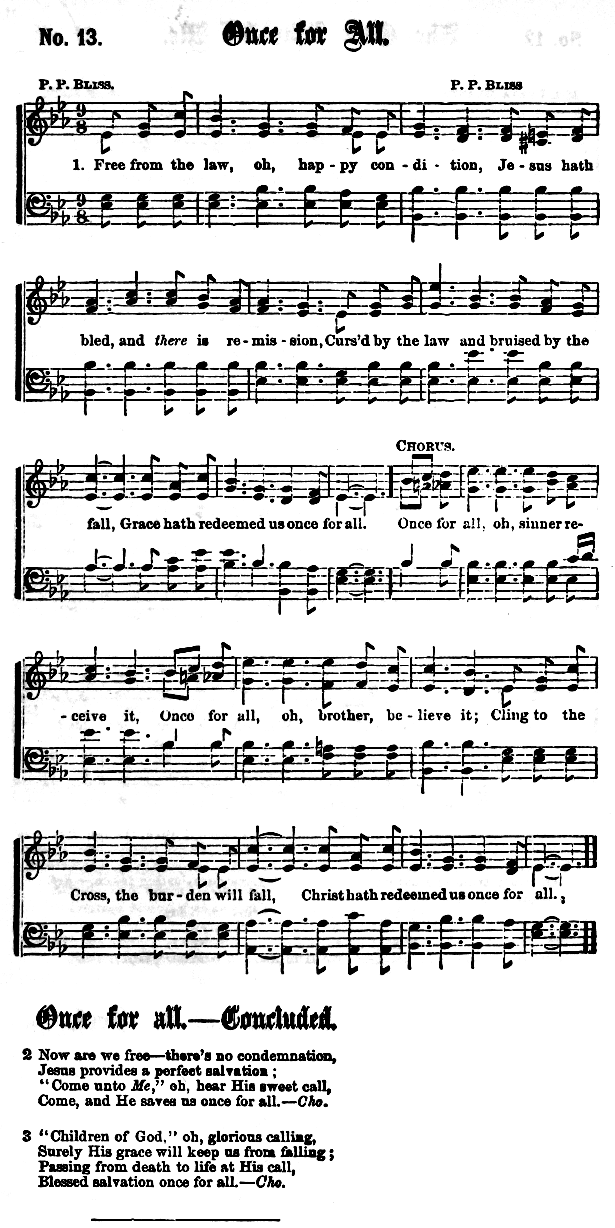 No. 13.
Once for All.
P. P. BLISS.
P. P. BLISS
1. Free from the law, oh, hap - py con - di - tion, Je - sus hath
bled, and there is re - mis - sion, Curs'd by the law and bruised by the
CHORUS.
fall, Grace hath redeemed us once for all. Once for all, oh, sinner re-
- ceive it, Once for all, oh, brother, be - lieve it; Cling to the
Cross, the bur - den will fall, Christ hath redeemed us once for all.
Once for all.—Concluded.
2 Now are we free—there's no condemnation,
Jesus provides a perfect salvation;
"Come unto Me," oh, hear His sweet call,
Come, and He saves us once for all.—Cho.
3 "Children of God," oh, glorious calling,
Surely His grace will keep us from falling;
Passing from death to life at His call,
Blessed salvation once for all.—Cho.